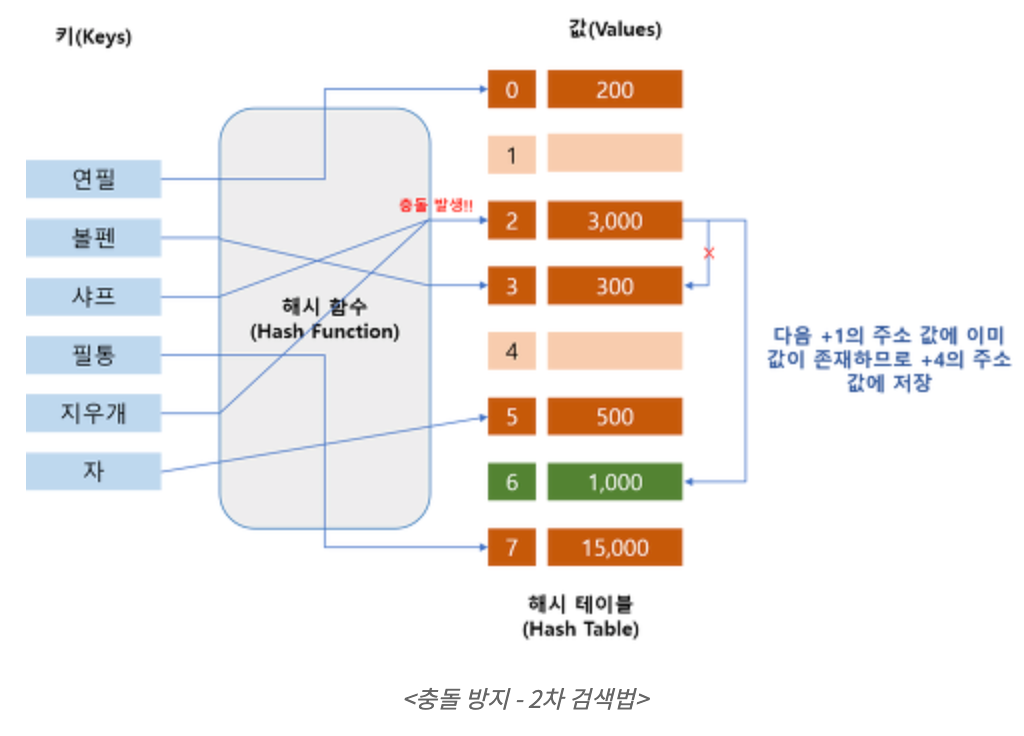 키(Keys)
값(Values)
연필
볼펜
샤프
필통
지우개
자
충돌 발생!!
해시 함수
(Hash Function)
0 200
1
2 3,000
3 300
4
5 500
6 1,000
7 15,000
X
다음 +1의 주소 값에 이미
값이 존재하므로 +4의 주소
값에 저장
해시 테이블
(Hash Table)
<충돌 방지 - 2차 검색법>